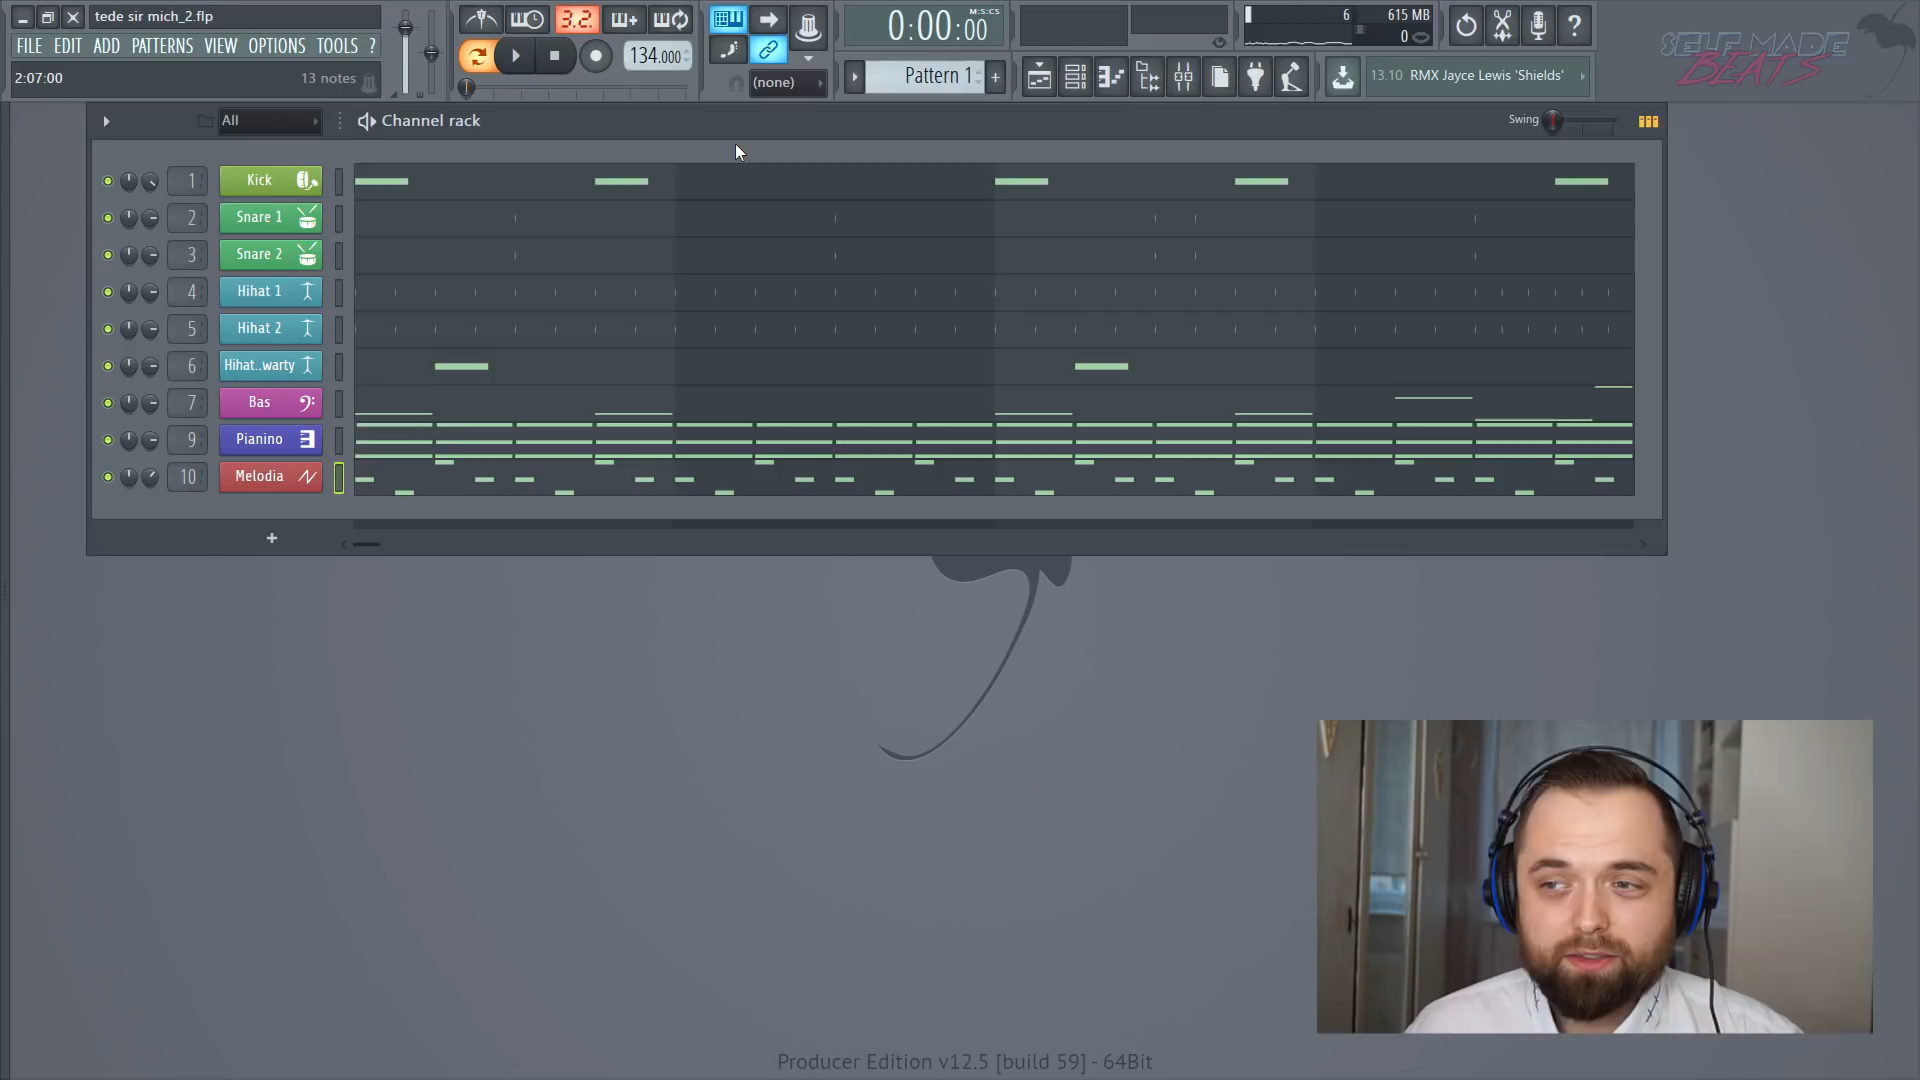 tede sir mich_2.flp
FILE EDIT ADD PATTERNS VIEW OPTIONS TOOLS ?
2:07:00
13 notes
3.2.
134.000
(none)
0:00:00
M:S:CS
Pattern 1
+
6
615 MB
0
?
13.10 RMX Jayce Lewis 'Shields'
SELF MADE
BEATS
All
Channel rack
Swing
1 Kick
2 Snare 1
3 Snare 2
4 Hihat 1
5 Hihat 2
6 Hihat..warty
7 Bas
9 Pianino
10 Melodia
+
Producer Edition v12.5 [build 59] - 64Bit